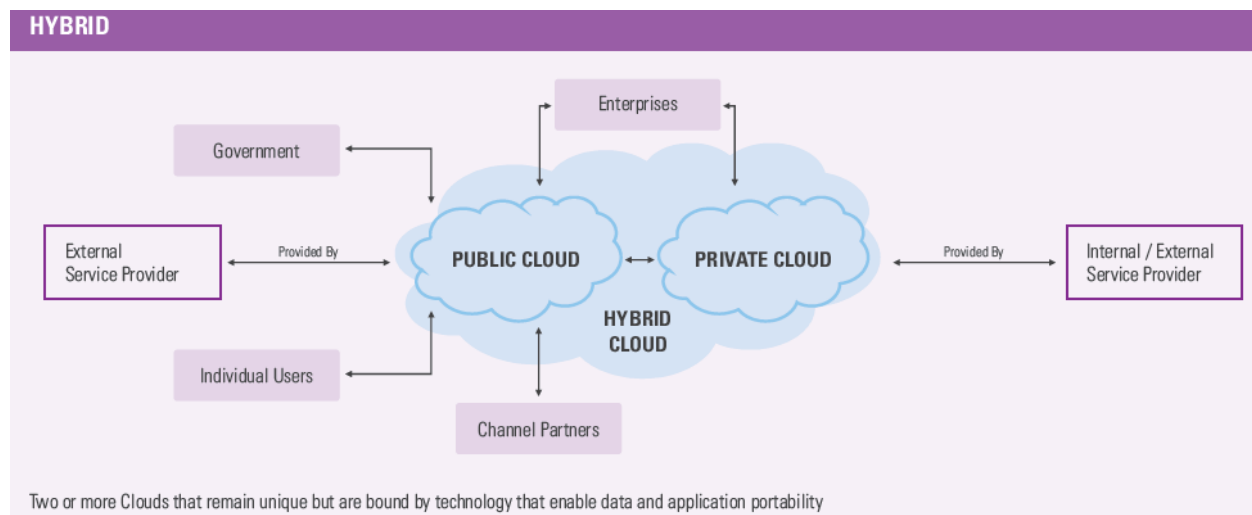 HYBRID
Enterprises
Government
External
Service Provider
Provided By
PUBLIC CLOUD
PRIVATE CLOUD
Provided By
Internal / External
Service Provider
HYBRID
CLOUD
Individual Users
Channel Partners
Two or more Clouds that remain unique but are bound by technology that enable data and application portability